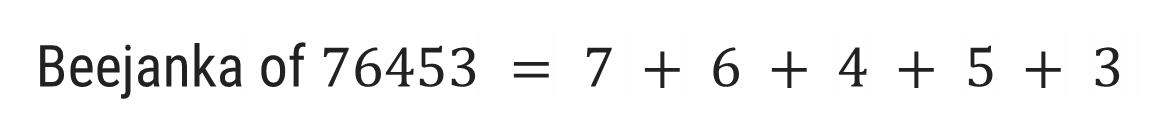 Beejanka of 76453 = 7 + 6 + 4 + 5 + 3